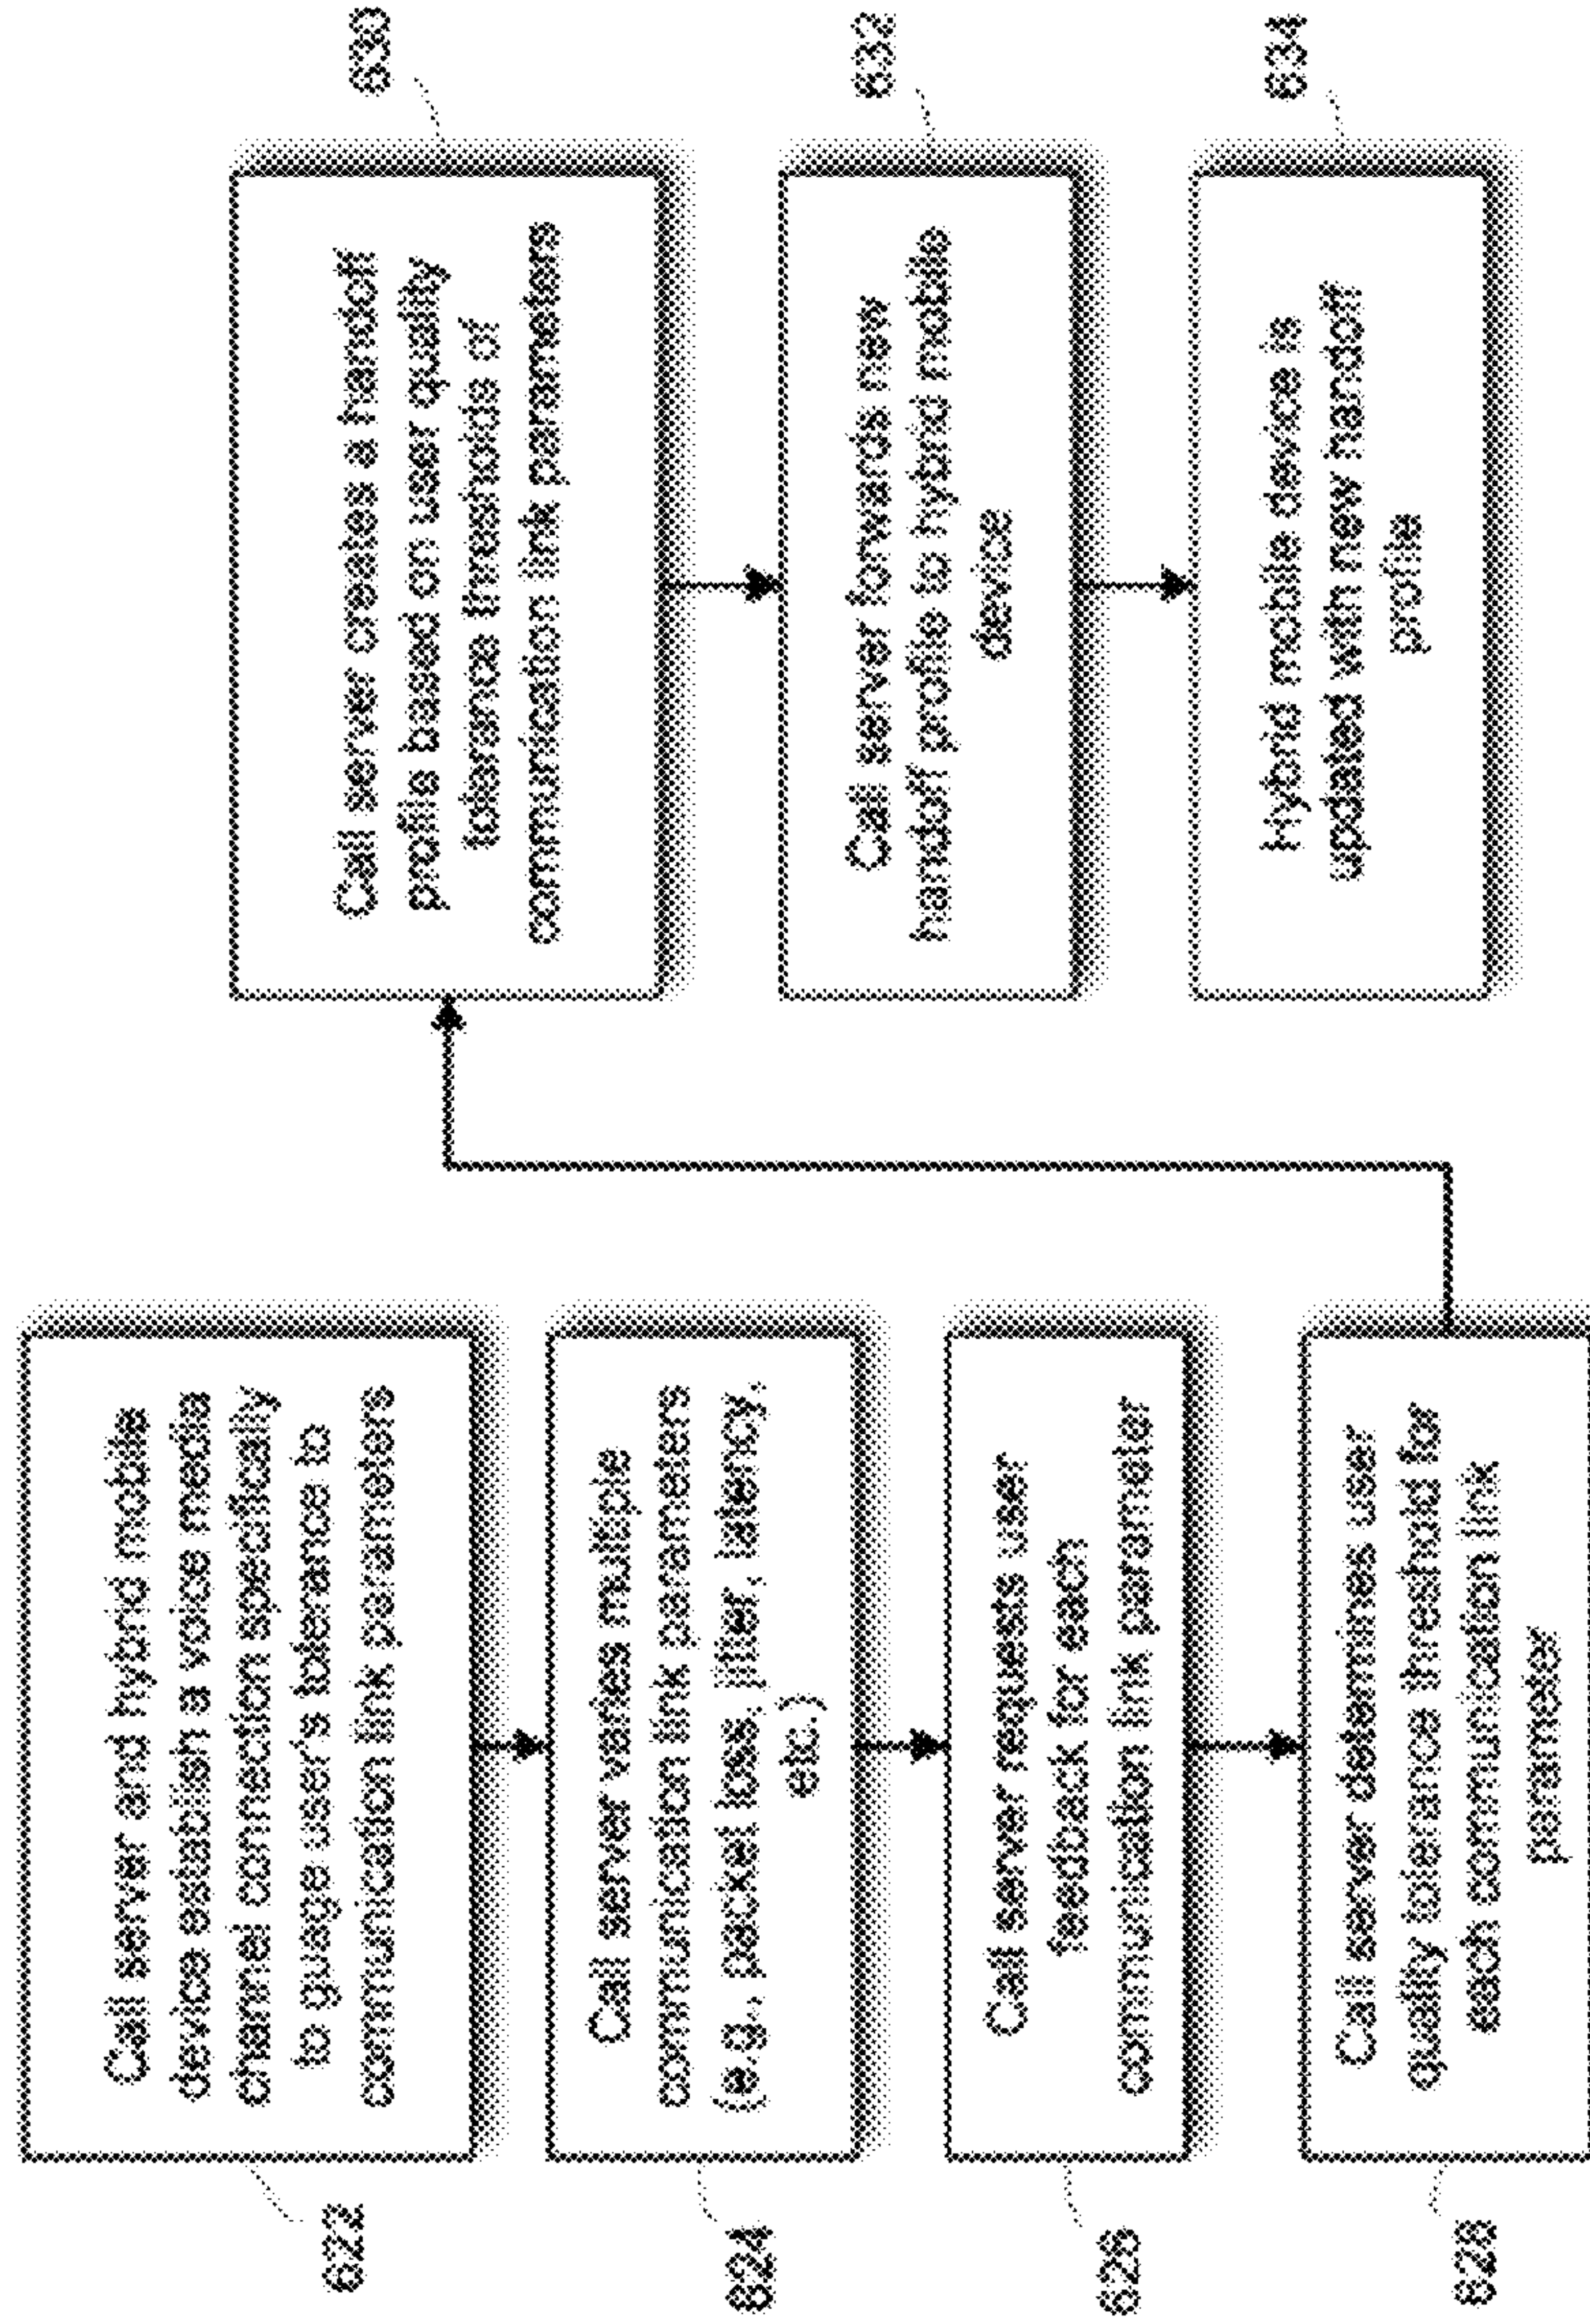 622
Call server and hybrid mobile
device establish a voice media
channel connection specifically
to guage user's tolerance to
communication link parameters
624
Call server varies multiple
communication link parameters
(e.g., packet loss, jitter, latency,
etc.)
626
Call server requests user
feedback for each
communication link parameter
628
Call server determines user
quality tolerance threshold for
each communication link
parameter
630
Call server creates a handoff
profile based on user quality
tolerance thresholds of
communication link parameters
632
Call server forwards new
handoff profile to hybrid mobile
device
634
Hybrid mobile device is
updated with new handoff
profile